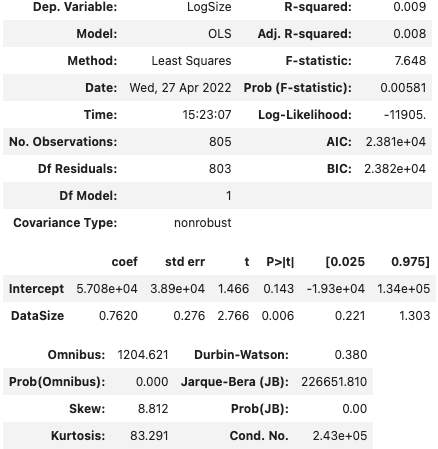 Dep. Variable: LogSize R-squared: 0.009
Model: OLS Adj. R-squared: 0.008
Method: Least Squares F-statistic: 7.648
Date: Wed, 27 Apr 2022 Prob (F-statistic): 0.00581
Time: 15:23:07 Log-Likelihood: -11905.
No. Observations: 805 AIC: 2.381e+04
Df Residuals: 803 BIC: 2.382e+04
Df Model: 1
Covariance Type: nonrobust
coef std err t P>|t| [0.025 0.975]
Intercept 5.708e+04 3.89e+04 1.466 0.143 -1.93e+04 1.34e+05
DataSize 0.7620 0.276 2.766 0.006 0.221 1.303
Omnibus: 1204.621 Durbin-Watson: 0.380
Prob(Omnibus): 0.000 Jarque-Bera (JB): 226651.810
Skew: 8.812 Prob(JB): 0.00
Kurtosis: 83.291 Cond. No. 2.43e+05